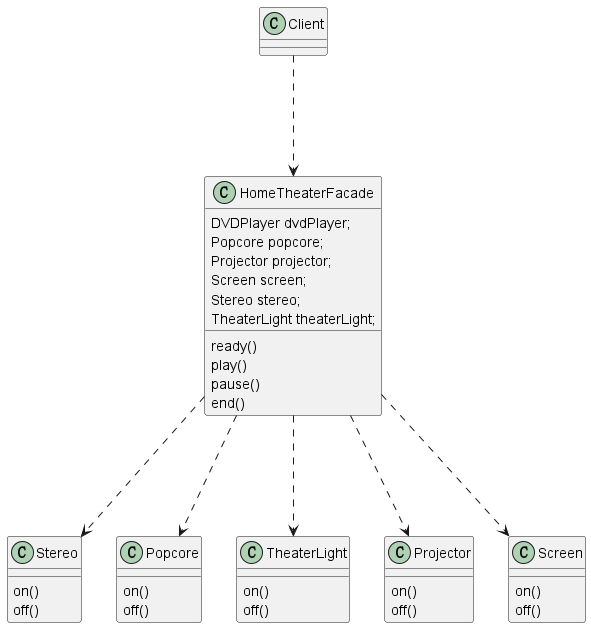 C Client
C HomeTheaterFacade
DVDPlayer dvdPlayer;
Popcore popcore;
Projector projector;
Screen screen;
Stereo stereo;
TheaterLight theaterLight;
ready()
play()
pause()
end()
C Stereo
on()
off()
C Popcore
on()
off()
C TheaterLight
on()
off()
C Projector
on()
off()
C Screen
on()
off()